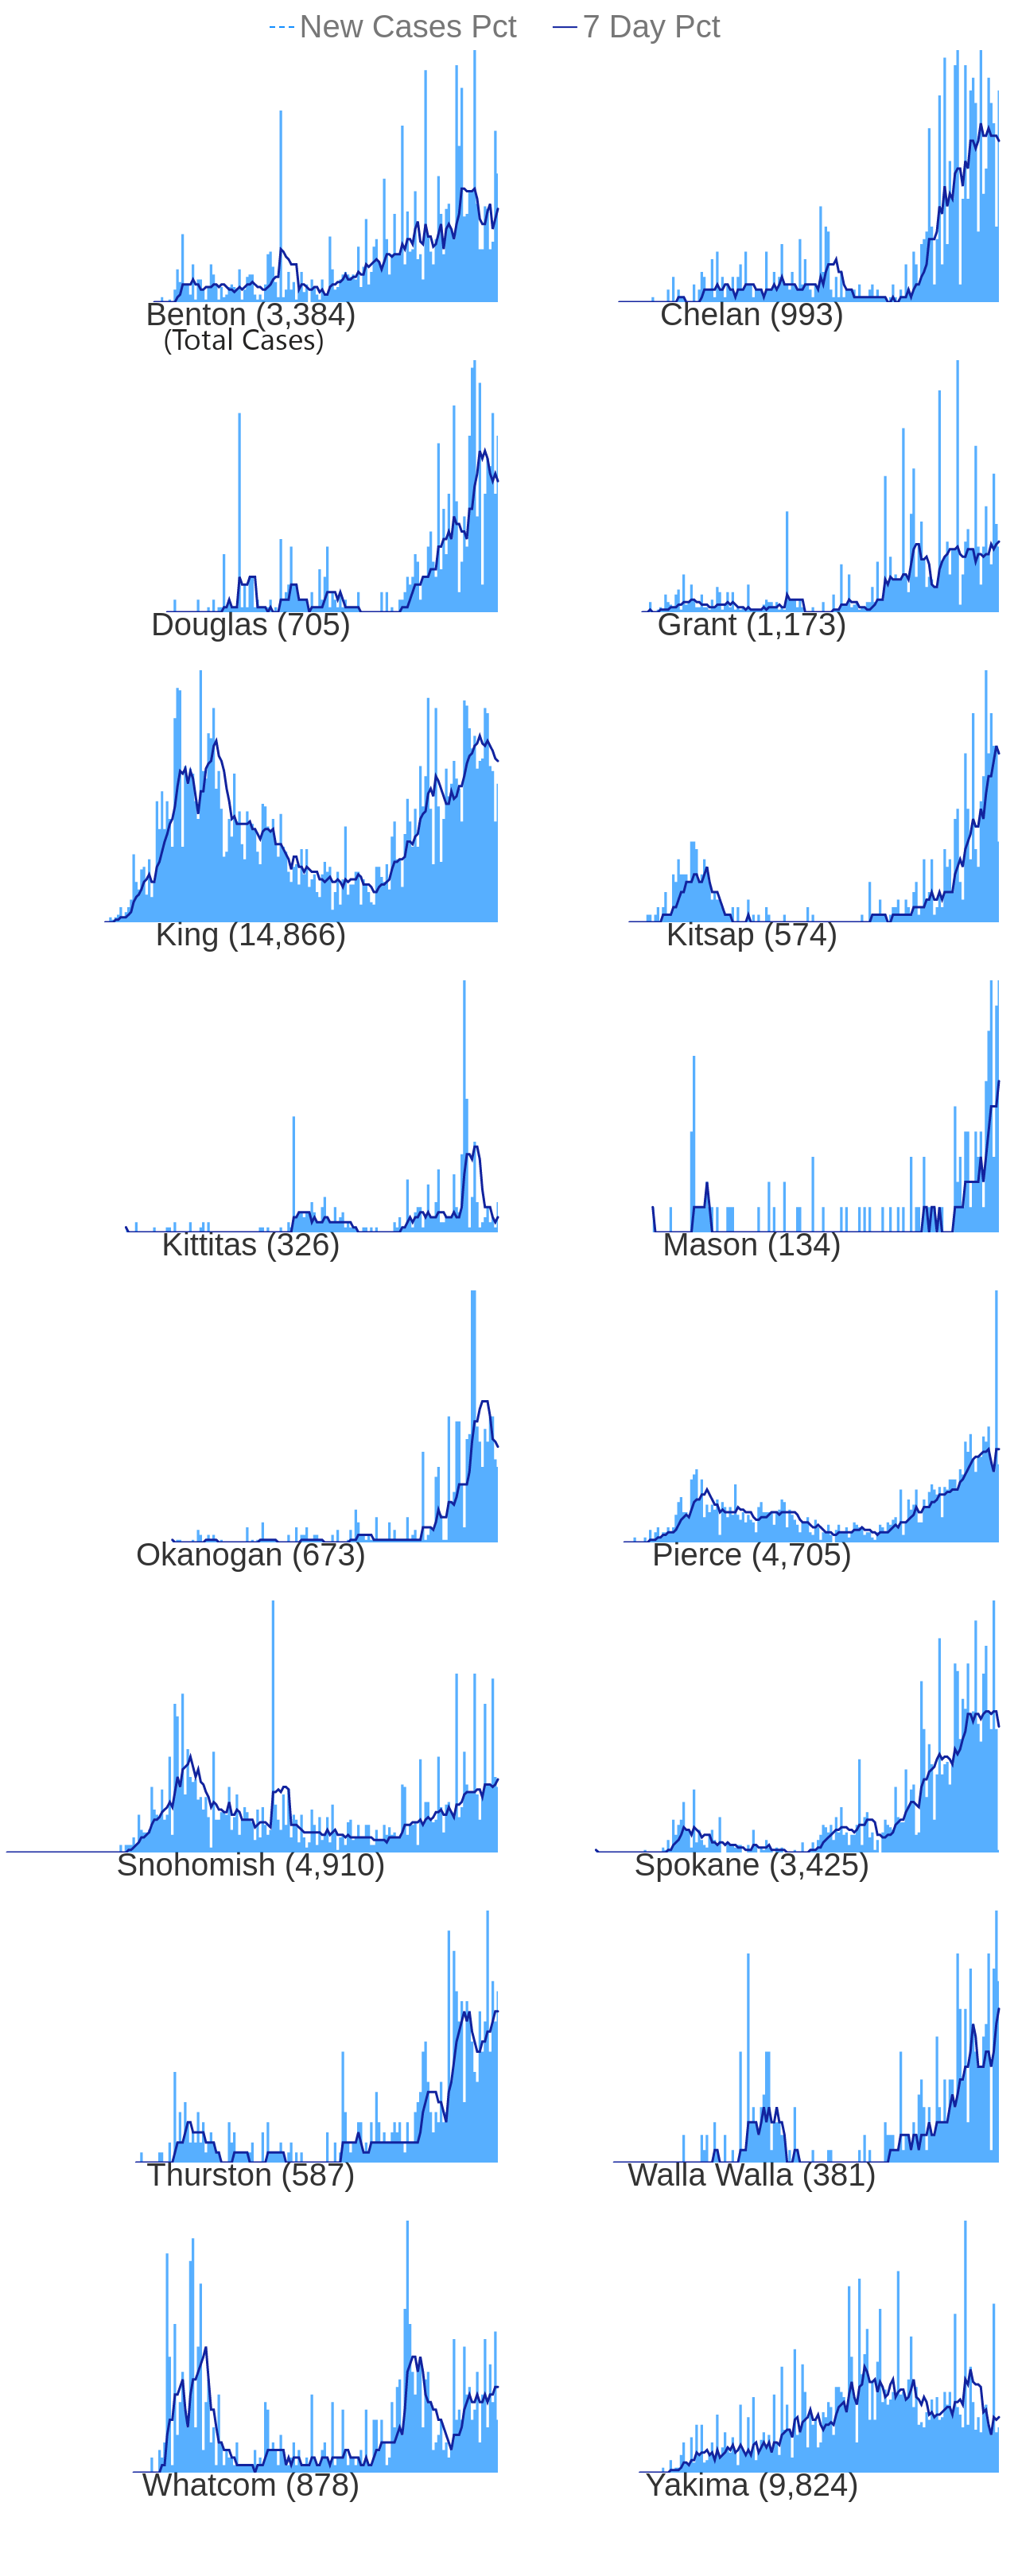 New Cases Pct 7 Day Pct
Benton (3,384) Chelan (993)
(Total Cases)
Douglas (705) Grant (1,173)
King (14,866) Kitsap (574)
Kittitas (326) Mason (134)
Okanogan (673) Pierce (4,705)
Snohomish (4,910) Spokane (3,425)
Thurston (587) Walla Walla (381)
Whatcom (878) Yakima (9,824)